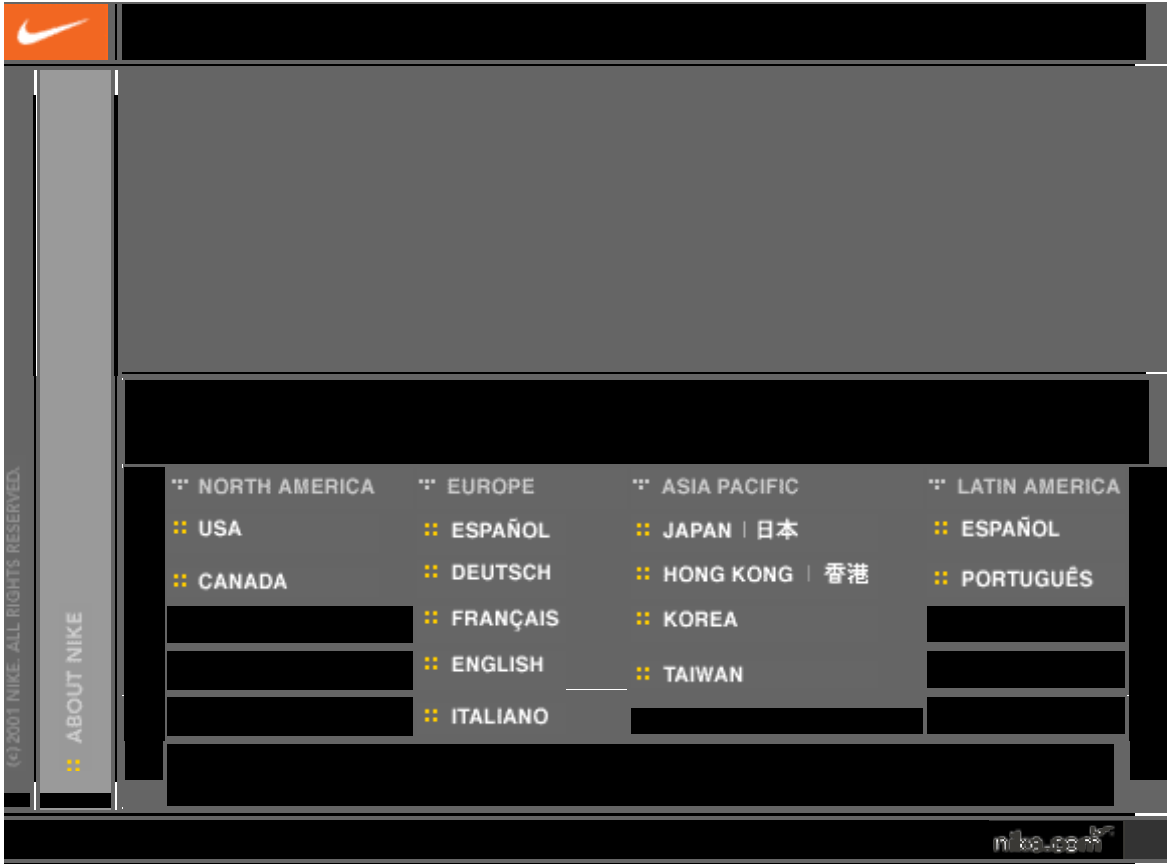 NORTH AMERICA
USA
CANADA
EUROPE
ESPAÑOL
DEUTSCH
FRANÇAIS
ENGLISH
ITALIANO
ASIA PACIFIC
JAPAN | 日本
HONG KONG | 香港
KOREA
TAIWAN
LATIN AMERICA
ESPAÑOL
PORTUGUÊS
(c) 2001 NIKE. ALL RIGHTS RESERVED.
ABOUT NIKE
nike.com